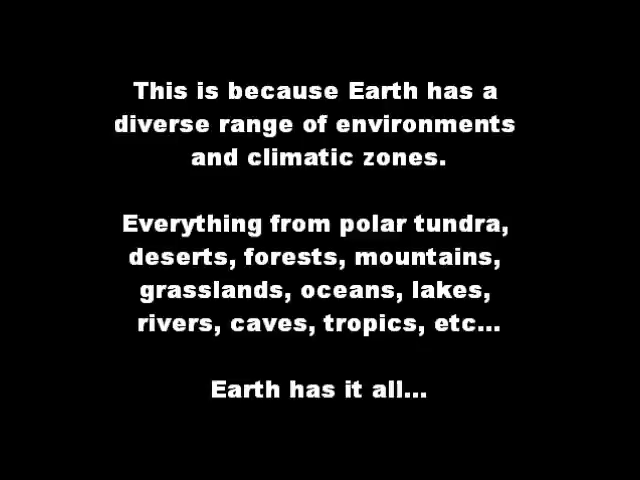 This is because Earth has a
diverse range of environments
and climatic zones.
Everything from polar tundra,
deserts, forests, mountains,
grasslands, oceans, lakes,
rivers, caves, tropics, etc...
Earth has it all...